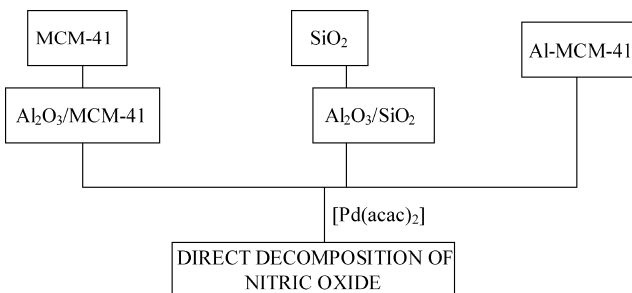 MCM-41
SiO₂
Al-MCM-41
Al₂O₃/MCM-41
Al₂O₃/SiO₂
[Pd(acac)₂]
DIRECT DECOMPOSITION OF
NITRIC OXIDE